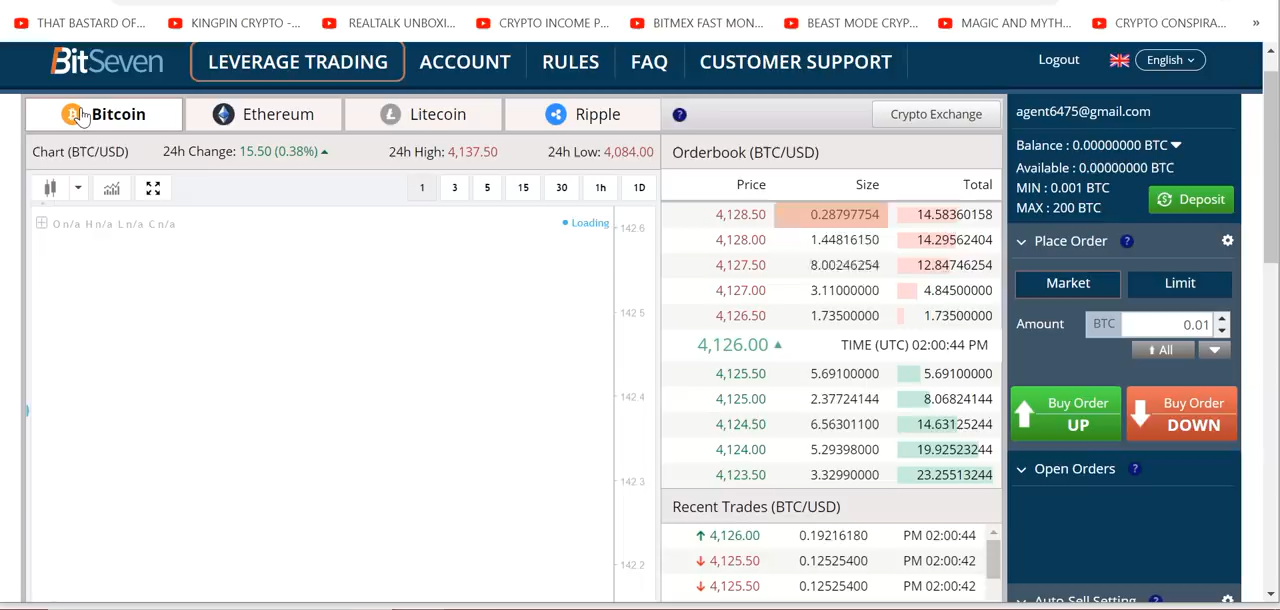 THAT BASTARD OF...
KINGPIN CRYPTO -...
REALTALK UNBOXI...
CRYPTO INCOME P...
BITMEX FAST MON...
BEAST MODE CRYP...
MAGIC AND MYTH...
CRYPTO CONSPIRA...
»
BitSeven
LEVERAGE TRADING
ACCOUNT
RULES
FAQ
CUSTOMER SUPPORT
Logout
English
Bitcoin
Ethereum
Litecoin
Ripple
?
Crypto Exchange
Chart (BTC/USD)
24h Change: 15.50 (0.38%)
24h High: 4,137.50
24h Low: 4,084.00
1 3 5 15 30 1h 1D
O n/a H n/a L n/a C n/a
Loading
142.6
142.5
142.4
142.3
142.2
Orderbook (BTC/USD)
Price Size Total
4,128.50 0.28797754 14.58360158
4,128.00 1.44816150 14.29562404
4,127.50 8.00246254 12.84746254
4,127.00 3.11000000 4.84500000
4,126.50 1.73500000 1.73500000
4,126.00 TIME (UTC) 02:00:44 PM
4,125.50 5.69100000 5.69100000
4,125.00 2.37724144 8.06824144
4,124.50 6.56301100 14.63125244
4,124.00 5.29398000 19.92523244
4,123.50 3.32990000 23.25513244
Recent Trades (BTC/USD)
4,126.00 0.19216180 PM 02:00:44
4,125.50 0.12525400 PM 02:00:42
4,125.50 0.12525400 PM 02:00:42
agent6475@gmail.com
Balance : 0.00000000 BTC
Available : 0.00000000 BTC
MIN : 0.001 BTC
MAX : 200 BTC
Deposit
Place Order ?
Market
Limit
Amount BTC 0.01
All
Buy Order
UP
Buy Order
DOWN
Open Orders ?
Auto Sell Setting ?